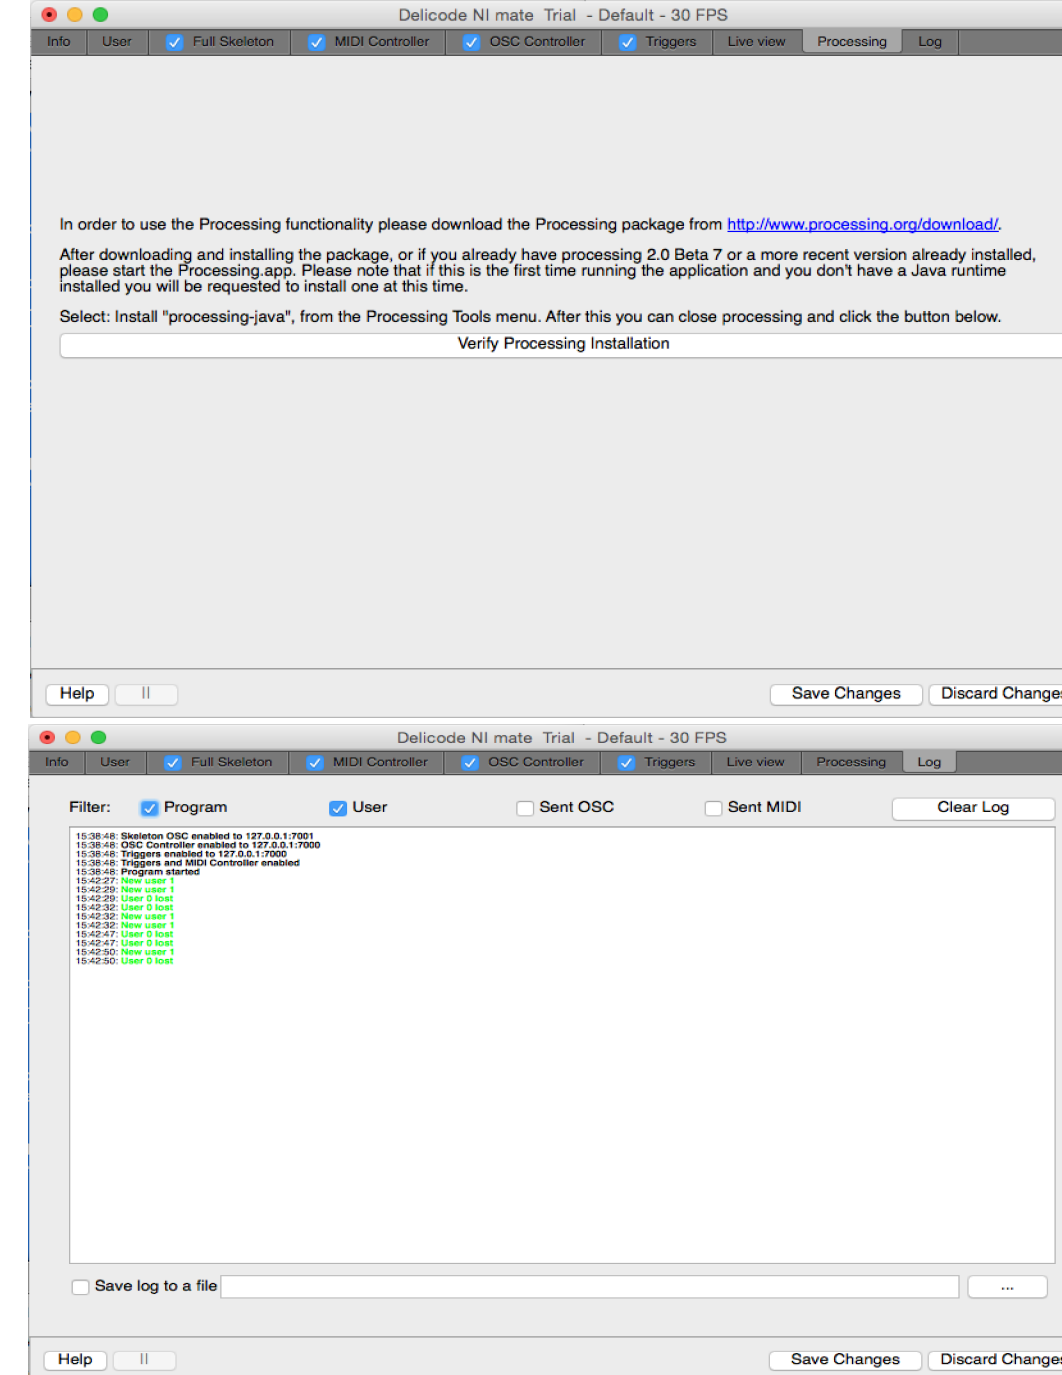 Delicode NI mate Trial - Default - 30 FPS
Info User Full Skeleton MIDI Controller OSC Controller Triggers Live view Processing Log
In order to use the Processing functionality please download the Processing package from http://www.processing.org/download/.
After downloading and installing the package, or if you already have processing 2.0 Beta 7 or a more recent version already installed,
please start the Processing.app. Please note that if this is the first time running the application and you don't have a Java runtime
installed you will be requested to install one at this time.
Select: Install "processing-java", from the Processing Tools menu. After this you can close processing and click the button below.
Verify Processing Installation
Help II Save Changes Discard Changes
Delicode NI mate Trial - Default - 30 FPS
Info User Full Skeleton MIDI Controller OSC Controller Triggers Live view Processing Log
Filter: Program User Sent OSC Sent MIDI Clear Log
15:38:48: Skeleton OSC enabled to 127.0.0.1:7001
15:38:48: OSC Controller enabled to 127.0.0.1:7000
15:38:48: Triggers enabled to 127.0.0.1:7000
15:38:48: Triggers and MIDI Controller enabled
15:38:48: Program started
15:42:27: New user 1
15:42:29: New user 1
15:42:29: User 0 lost
15:42:32: User 0 lost
15:42:32: New user 1
15:42:32: New user 1
15:42:47: User 0 lost
15:42:47: User 0 lost
15:42:50: New user 1
15:42:50: User 0 lost
Save log to a file ...
Help II Save Changes Discard Changes